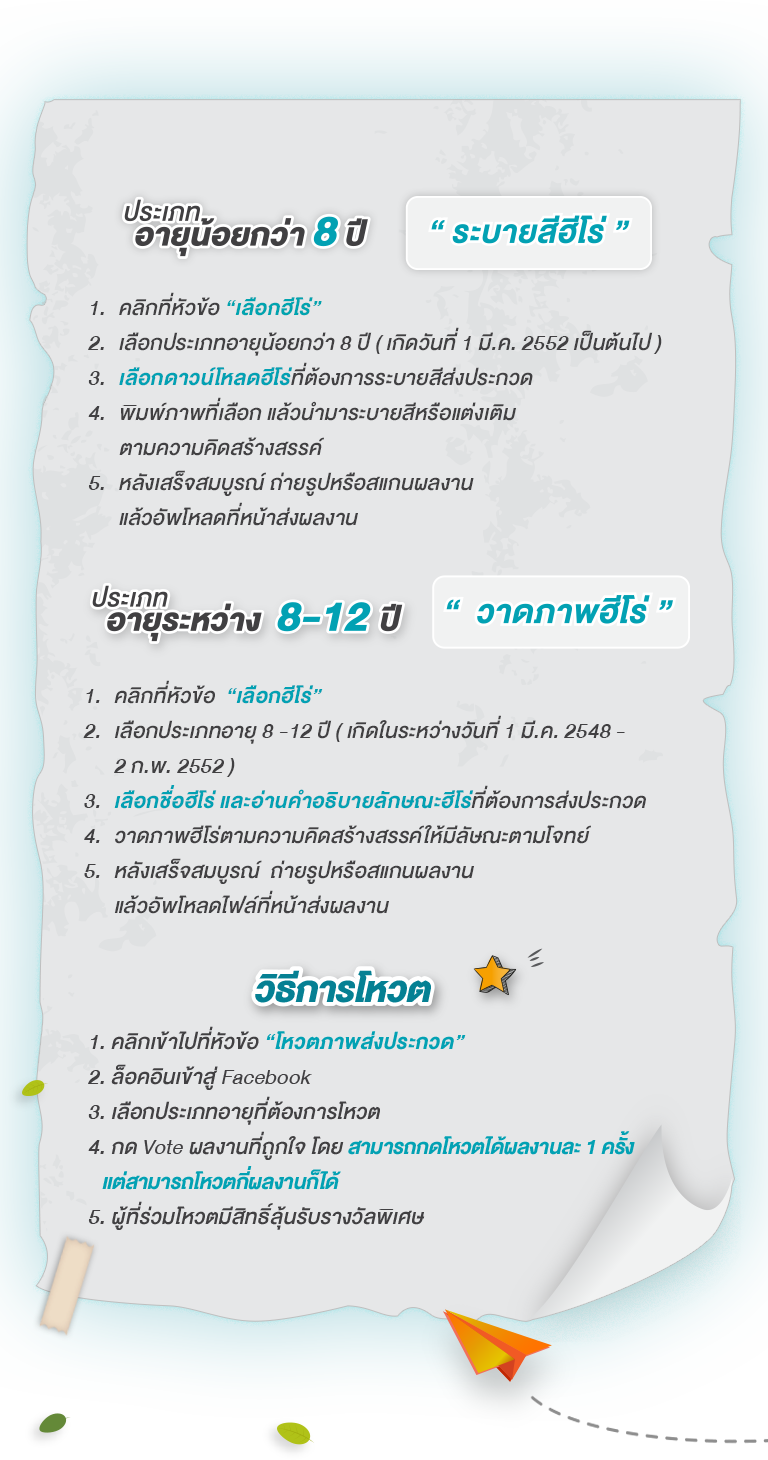 ประเภท
อายุน้อยกว่า 8 ปี
“ ระบายสีฮีโร่ ”
1. คลิกที่หัวข้อ “เลือกฮีโร่”
2. เลือกประเภทอายุน้อยกว่า 8 ปี ( เกิดวันที่ 1 มี.ค. 2552 เป็นต้นไป )
3. เลือกดาวน์โหลดฮีโร่ที่ต้องการระบายสีส่งประกวด
4. พิมพ์ภาพที่เลือก แล้วนำมาระบายสีหรือแต่งเติม
ตามความคิดสร้างสรรค์
5. หลังเสร็จสมบูรณ์ ถ่ายรูปหรือสแกนผลงาน
แล้วอัพโหลดที่หน้าส่งผลงาน
ประเภท
อายุระหว่าง 8-12 ปี
“ วาดภาพฮีโร่ ”
1. คลิกที่หัวข้อ “เลือกฮีโร่”
2. เลือกประเภทอายุ 8 -12 ปี ( เกิดในระหว่างวันที่ 1 มี.ค. 2548 -
2 ก.พ. 2552 )
3. เลือกชื่อฮีโร่ และอ่านคำอธิบายลักษณะฮีโร่ที่ต้องการส่งประกวด
4. วาดภาพฮีโร่ตามความคิดสร้างสรรค์ให้มีลัษณะตามโจทย์
5. หลังเสร็จสมบูรณ์ ถ่ายรูปหรือสแกนผลงาน
แล้วอัพโหลดไฟล์ที่หน้าส่งผลงาน
วิธีการโหวต
1. คลิกเข้าไปที่หัวข้อ “โหวตภาพส่งประกวด”
2. ล็อคอินเข้าสู่ Facebook
3. เลือกประเภทอายุที่ต้องการโหวต
4. กด Vote ผลงานที่ถูกใจ โดย สามารถกดโหวตได้ผลงานละ 1 ครั้ง
แต่สามารถโหวตกี่ผลงานก็ได้
5. ผู้ที่ร่วมโหวตมีสิทธิ์ลุ้นรับรางวัลพิเศษ